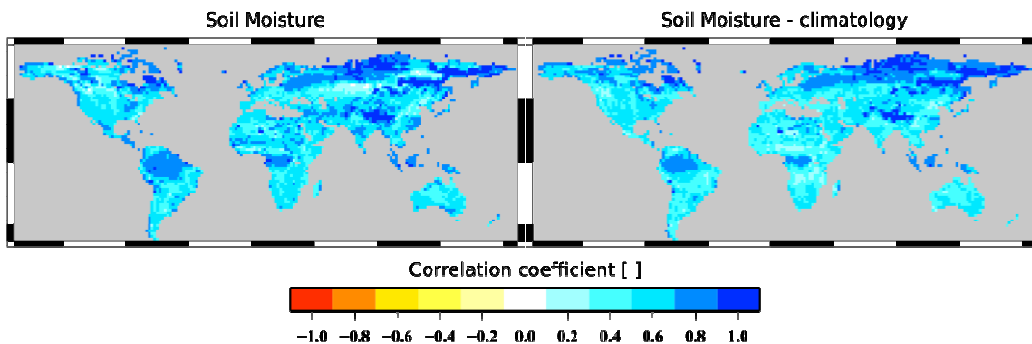 Soil Moisture
Soil Moisture - climatology
Correlation coefficient [ ]
−1.0 −0.8 −0.6 −0.4 −0.2 0.0 0.2 0.4 0.6 0.8 1.0